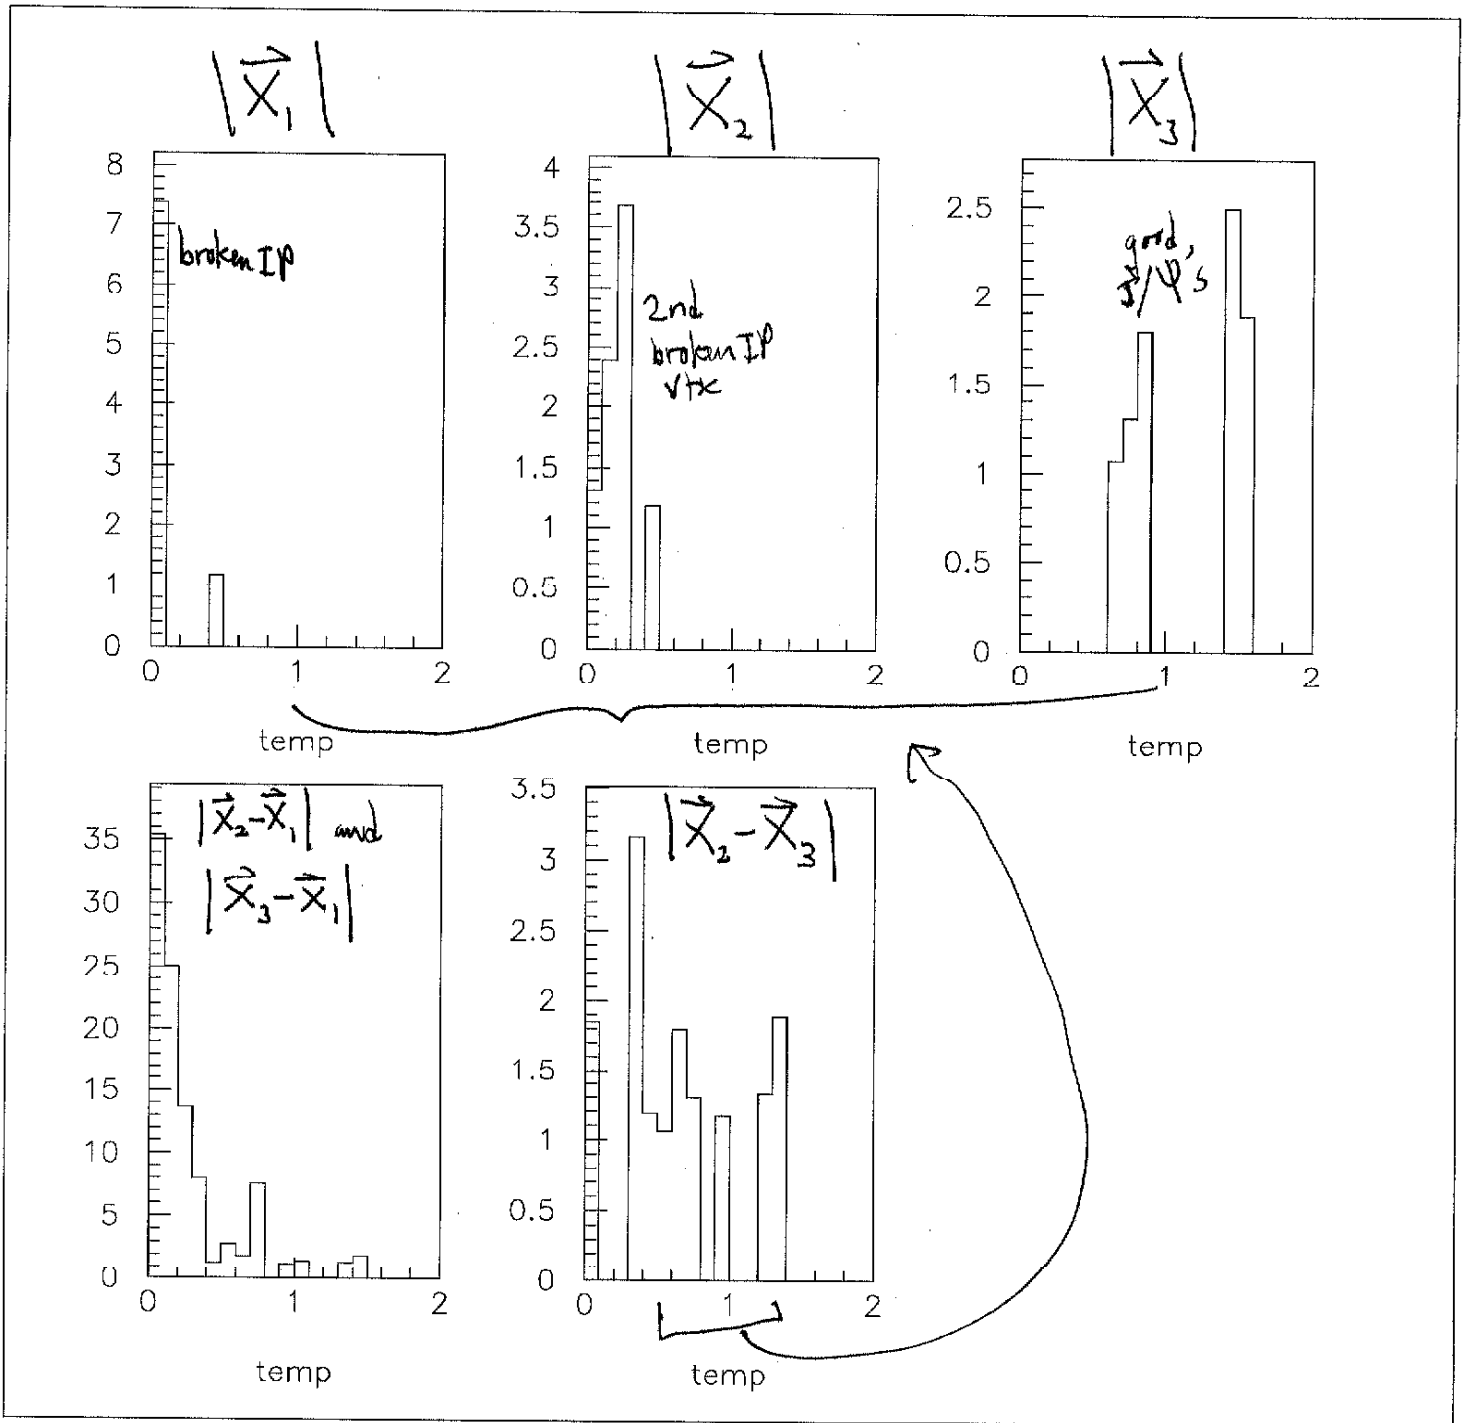 |X⃗₁|
|X⃗₂|
|X⃗₃|
8
7
6
5
4
3
2
1
0
broken IP
0 1 2
temp
4
3.5
3
2.5
2
1.5
1
0.5
0
2nd
broken IP
vtx
0 1 2
temp
2.5
2
1.5
1
0.5
0
good
J/ψ's
0 1 2
temp
35
30
25
20
15
10
5
0
|X⃗₂-X⃗₁| and
|X⃗₃-X⃗₁|
0 1 2
temp
3.5
3
2.5
2
1.5
1
0.5
0
|X⃗₂-X⃗₃|
0 1 2
temp